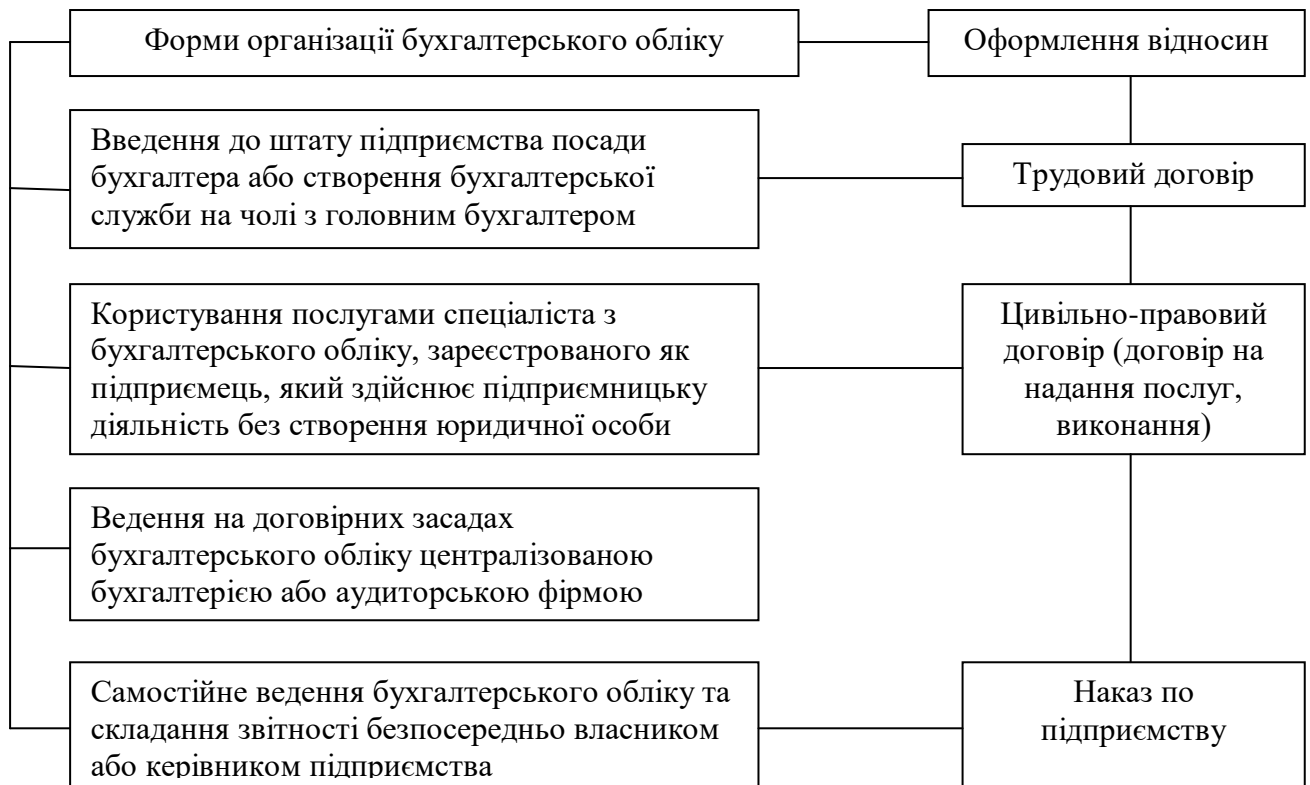 Форми організації бухгалтерського обліку
Оформлення відносин
Введення до штату підприємства посади
бухгалтера або створення бухгалтерської
служби на чолі з головним бухгалтером
Трудовий договір
Користування послугами спеціаліста з
бухгалтерського обліку, зареєстрованого як
підприємець, який здійснює підприємницьку
діяльність без створення юридичної особи
Цивільно-правовий
договір (договір на
надання послуг,
виконання)
Ведення на договірних засадах
бухгалтерського обліку централізованою
бухгалтерією або аудиторською фірмою
Самостійне ведення бухгалтерського обліку та
складання звітності безпосередньо власником
або керівником підприємства
Наказ по
підприємству